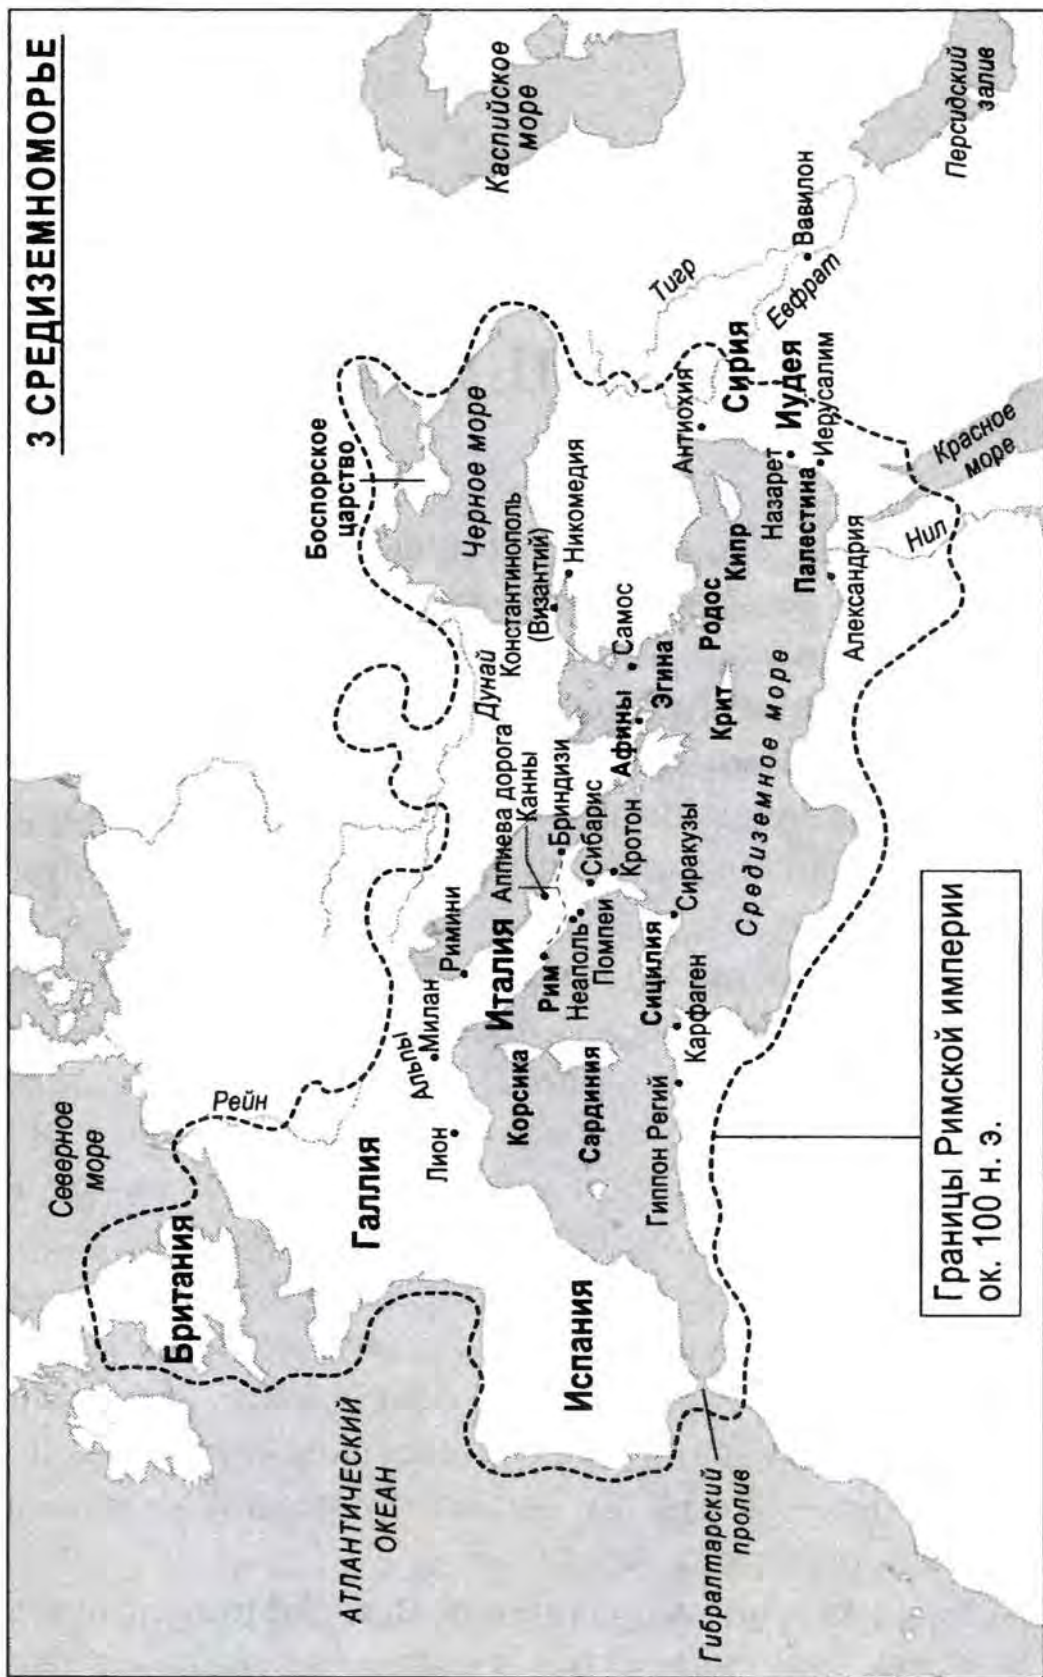 3 СРЕДИЗЕМНОМОРЬЕ
Северное
море
Британия
Рейн
АТЛАНТИЧЕСКИЙ
ОКЕАН
Галлия
Лион
Альпы
Милан
Римини
Италия
Аппиева дорога
Канны
Дунай
Боспорское
царство
Черное море
Каспийское
море
Константинополь
(Византий)
Никомедия
Корсика
Рим
Неаполь
Помпеи
Бриндизи
Сибарис
Кротон
Испания
Сардиния
Сицилия
Сиракузы
Афины
Самос
Эгина
Гиппон Регий
Карфаген
Крит
Родос
Кипр
Антиохия
Сирия
Тигр
Евфрат
Вавилон
Назарет
Иудея
Палестина
Иерусалим
Средиземное море
Александрия
Нил
Красное
море
Персидский
залив
Гибралтарский
пролив
Границы Римской империи
ок. 100 н. э.